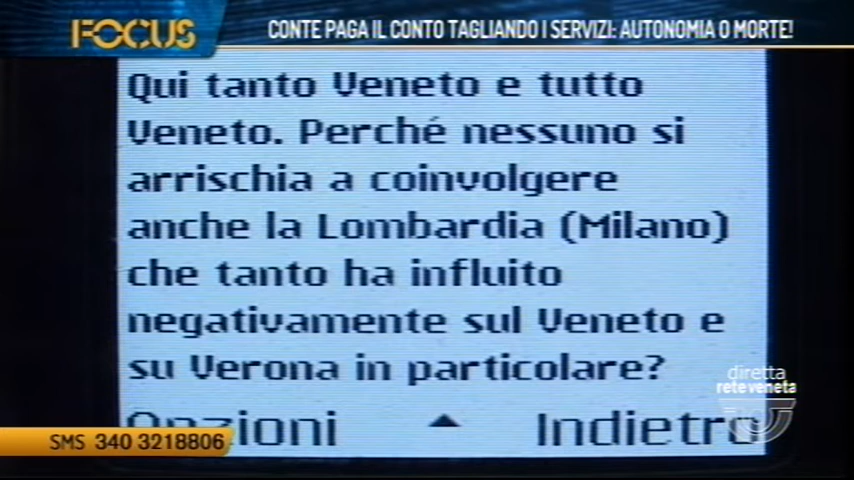 FOCUS
CONTE PAGA IL CONTO TAGLIANDO I SERVIZI: AUTONOMIA O MORTE!
Qui tanto Veneto e tutto
Veneto. Perché nessuno si
arrischia a coinvolgere
anche la Lombardia (Milano)
che tanto ha influito
negativamente sul Veneto e
su Verona in particolare?
Opzioni Indietro
diretta
reteveneta
SMS 340 3218806